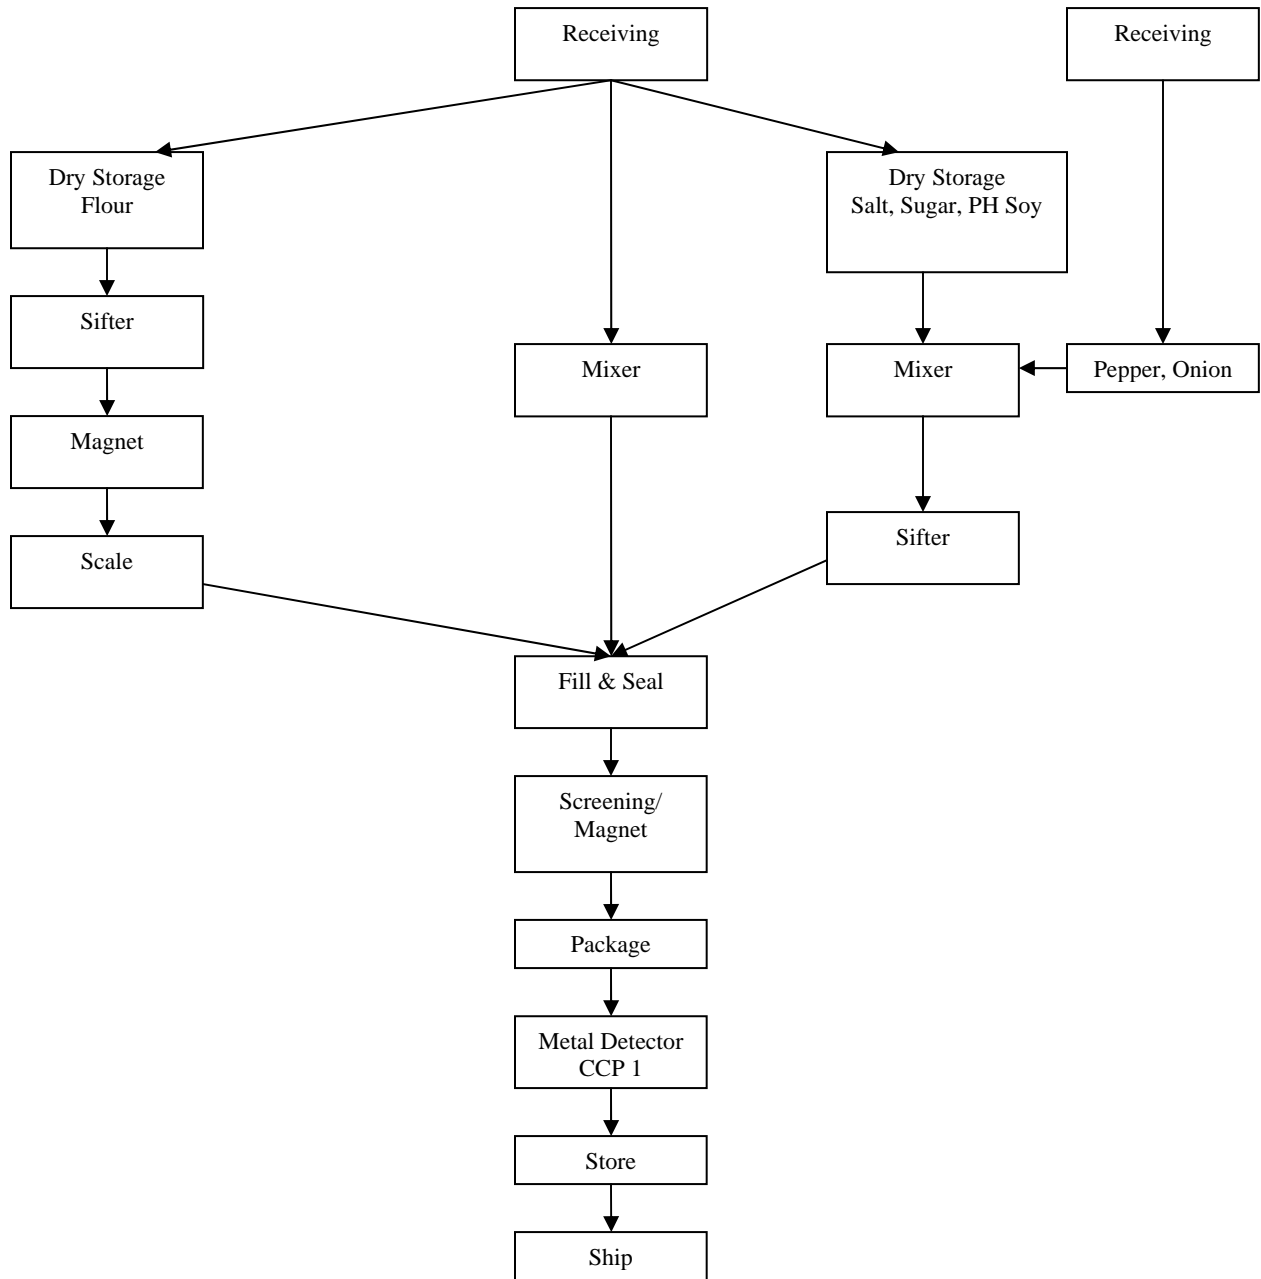 Receiving
Receiving
Dry Storage
Flour
Dry Storage
Salt, Sugar, PH Soy
Sifter
Mixer
Mixer
Pepper, Onion
Magnet
Scale
Sifter
Fill & Seal
Screening/
Magnet
Package
Metal Detector
CCP 1
Store
Ship